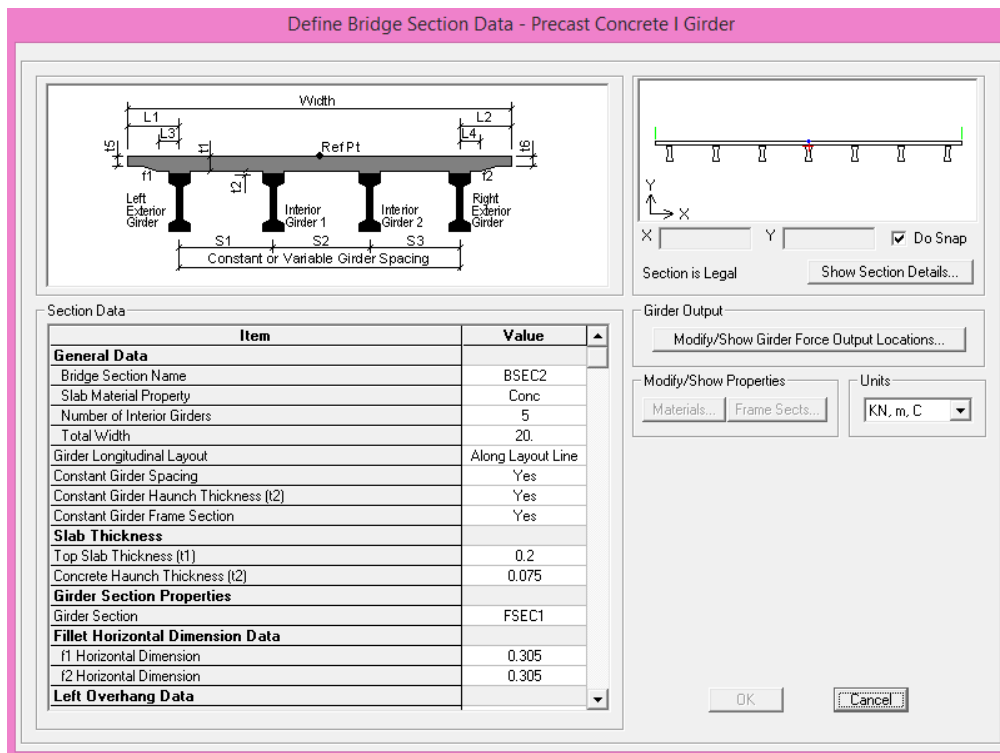 Define Bridge Section Data - Precast Concrete I Girder
Width
L1
L2
L3
L4
t5
t1
Ref Pt
t6
f1
t2
f2
Left Exterior Girder
Interior Girder 1
Interior Girder 2
Right Exterior Girder
S1
S2
S3
Constant or Variable Girder Spacing
Y
X
X
Y
Do Snap
Section is Legal
Show Section Details...
Section Data
Item Value
General Data
Bridge Section Name BSEC2
Slab Material Property Conc
Number of Interior Girders 5
Total Width 20.
Girder Longitudinal Layout Along Layout Line
Constant Girder Spacing Yes
Constant Girder Haunch Thickness (t2) Yes
Constant Girder Frame Section Yes
Slab Thickness
Top Slab Thickness (t1) 0.2
Concrete Haunch Thickness (t2) 0.075
Girder Section Properties
Girder Section FSEC1
Fillet Horizontal Dimension Data
f1 Horizontal Dimension 0.305
f2 Horizontal Dimension 0.305
Left Overhang Data
Girder Output
Modify/Show Girder Force Output Locations...
Modify/Show Properties
Materials...
Frame Sects...
Units
KN, m, C
OK
Cancel